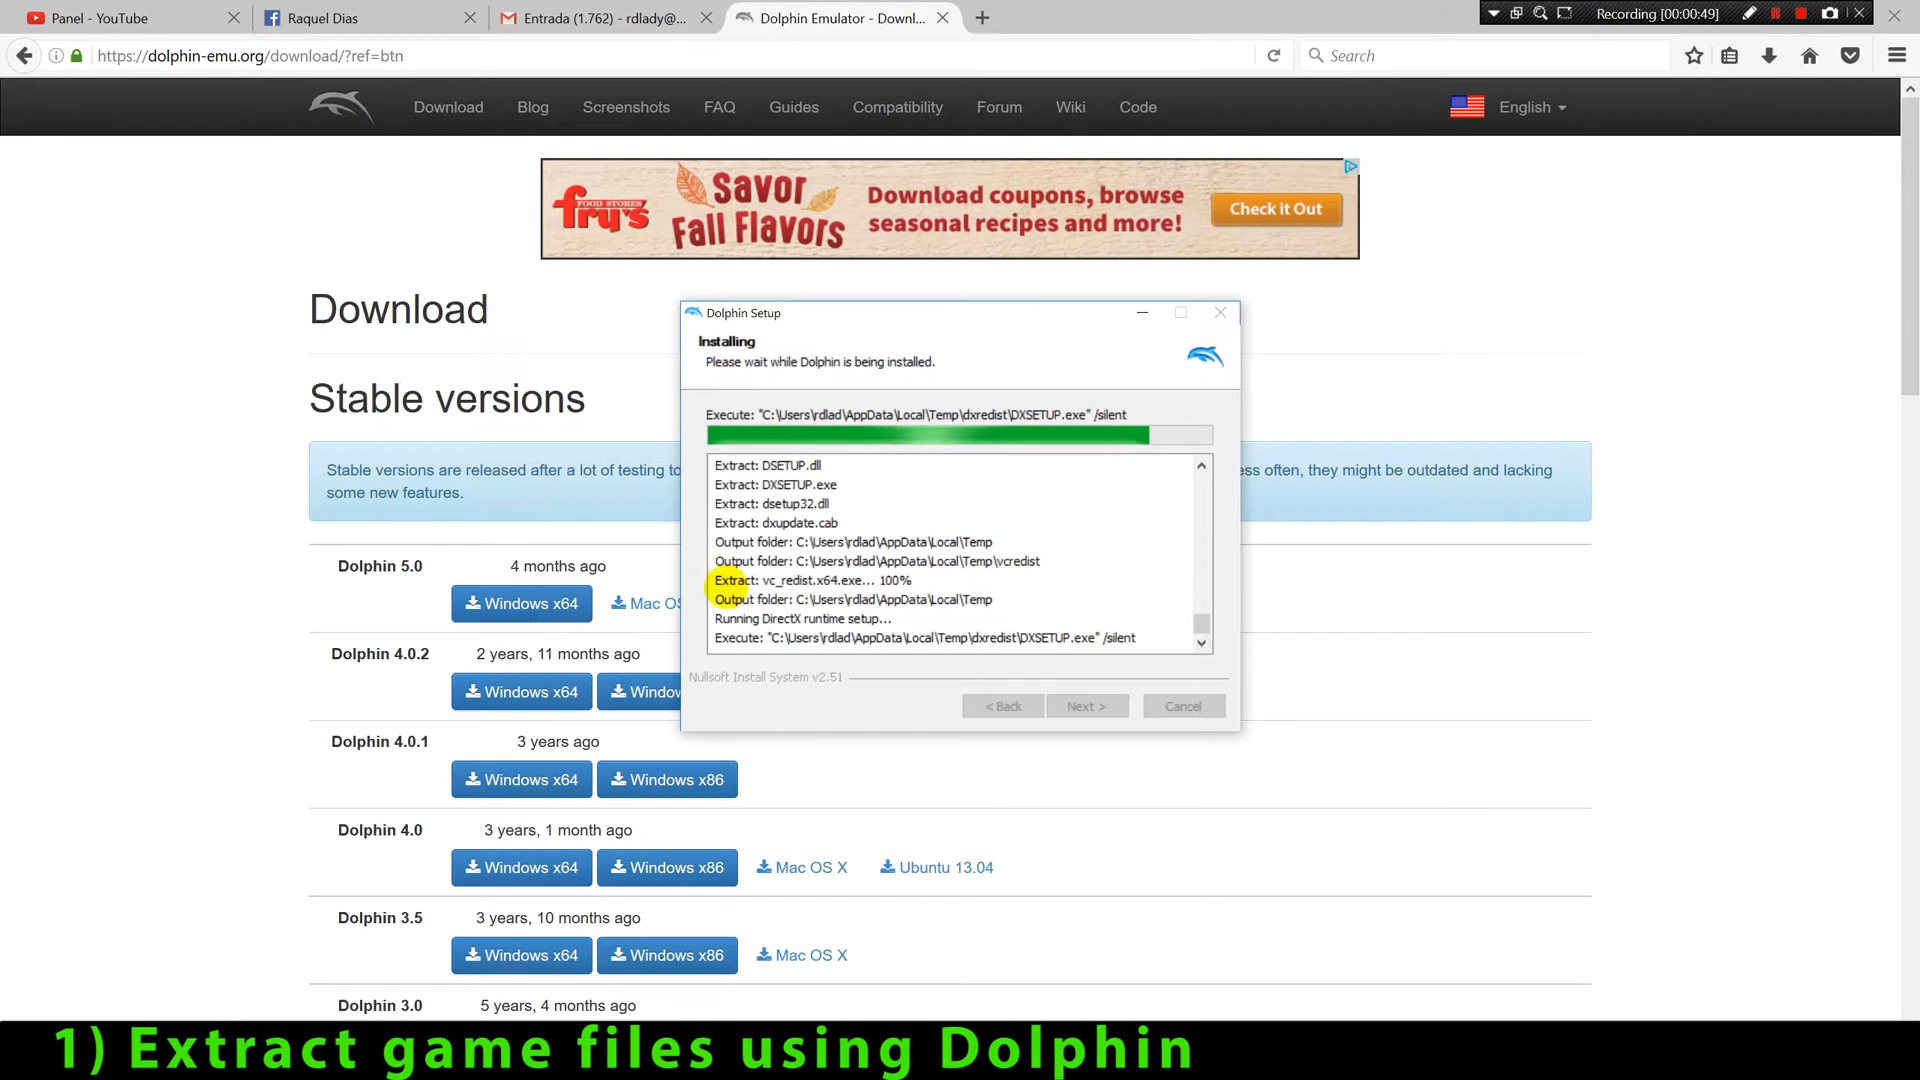 Panel - YouTube
Raquel Dias
Entrada (1.762) - rdlady@...
Dolphin Emulator - Downl...
Recording [00:00:49]
https://dolphin-emu.org/download/?ref=btn
Search
Download
Blog
Screenshots
FAQ
Guides
Compatibility
Forum
Wiki
Code
English
fry's
FOOD STORES
Savor
Fall Flavors
Download coupons, browse
seasonal recipes and more!
Check it Out
Download
Stable versions
Stable versions are released after a lot of testing to
ess often, they might be outdated and lacking
some new features.
Dolphin Setup
Installing
Please wait while Dolphin is being installed.
Execute: "C:\Users\rdlad\AppData\Local\Temp\dxredist\DXSETUP.exe" /silent
Extract: DSETUP.dll
Extract: DXSETUP.exe
Extract: dsetup32.dll
Extract: dxupdate.cab
Output folder: C:\Users\rdlad\AppData\Local\Temp
Output folder: C:\Users\rdlad\AppData\Local\Temp\vcredist
Extract: vc_redist.x64.exe... 100%
Output folder: C:\Users\rdlad\AppData\Local\Temp
Running DirectX runtime setup...
Execute: "C:\Users\rdlad\AppData\Local\Temp\dxredist\DXSETUP.exe" /silent
Nullsoft Install System v2.51
< Back
Next >
Cancel
Dolphin 5.0
4 months ago
Windows x64
Mac OS
Dolphin 4.0.2
2 years, 11 months ago
Windows x64
Window
Dolphin 4.0.1
3 years ago
Windows x64
Windows x86
Dolphin 4.0
3 years, 1 month ago
Windows x64
Windows x86
Mac OS X
Ubuntu 13.04
Dolphin 3.5
3 years, 10 months ago
Windows x64
Windows x86
Mac OS X
Dolphin 3.0
5 years, 4 months ago
1) Extract game files using Dolphin